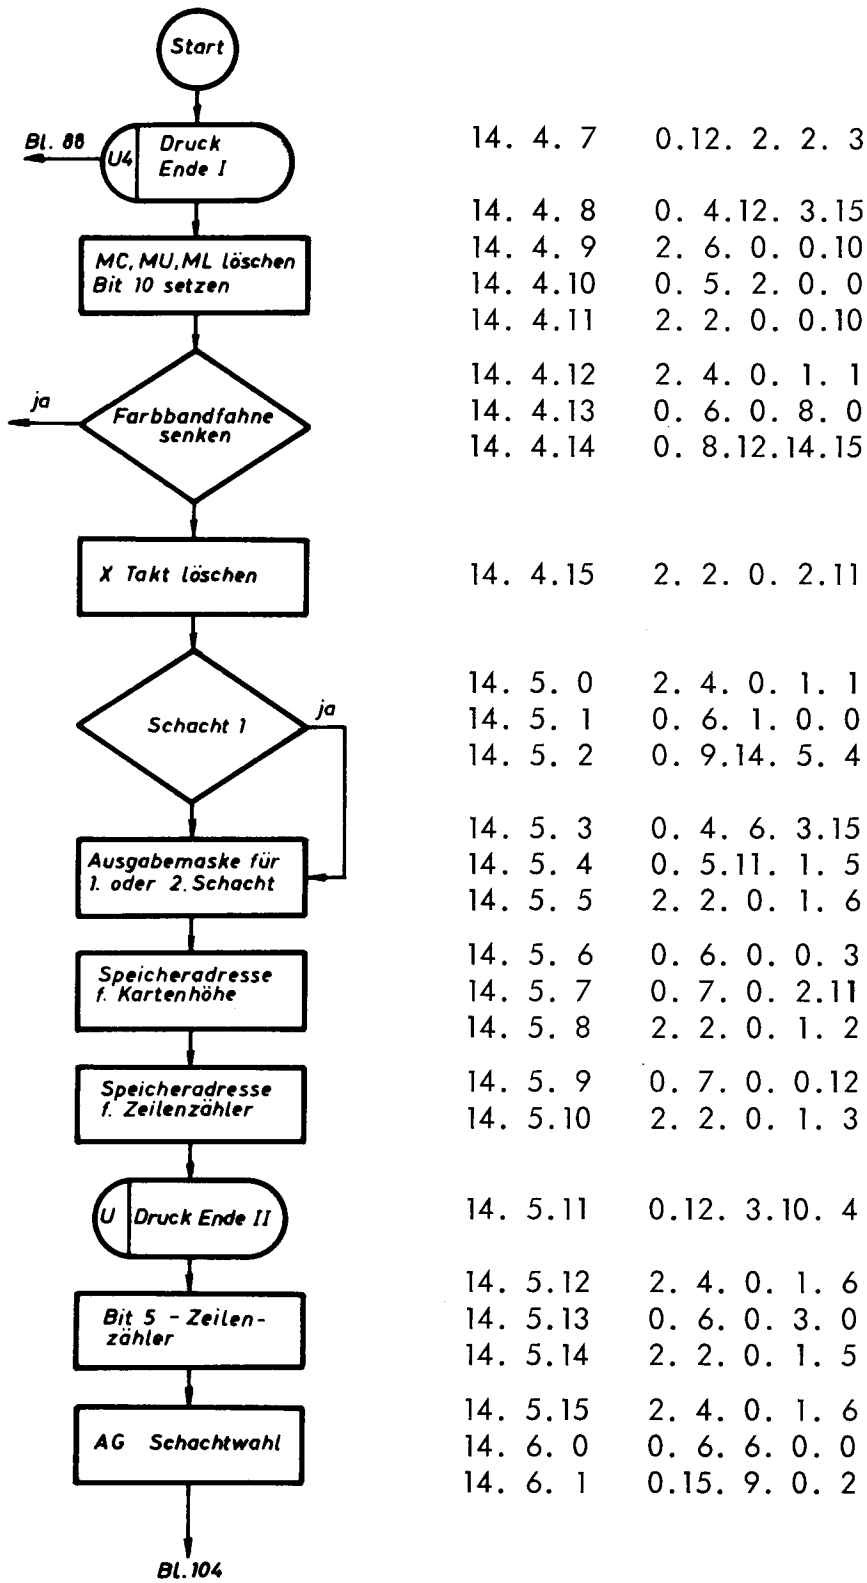 Start
Bl. 88
U4 Druck
Ende I
14. 4. 7 0.12. 2. 2. 3
14. 4. 8 0. 4.12. 3.15
MC, MU, ML löschen
Bit 10 setzen
14. 4. 9 2. 6. 0. 0.10
14. 4.10 0. 5. 2. 0. 0
14. 4.11 2. 2. 0. 0.10
ja
Farbbandfahne
senken
14. 4.12 2. 4. 0. 1. 1
14. 4.13 0. 6. 0. 8. 0
14. 4.14 0. 8.12.14.15
X Takt löschen
14. 4.15 2. 2. 0. 2.11
Schacht 1
ja
14. 5. 0 2. 4. 0. 1. 1
14. 5. 1 0. 6. 1. 0. 0
14. 5. 2 0. 9.14. 5. 4
Ausgabemaske für
1. oder 2. Schacht
14. 5. 3 0. 4. 6. 3.15
14. 5. 4 0. 5.11. 1. 5
14. 5. 5 2. 2. 0. 1. 6
Speicheradresse
f. Kartenhöhe
14. 5. 6 0. 6. 0. 0. 3
14. 5. 7 0. 7. 0. 2.11
14. 5. 8 2. 2. 0. 1. 2
Speicheradresse
f. Zeilenzähler
14. 5. 9 0. 7. 0. 0.12
14. 5.10 2. 2. 0. 1. 3
U Druck Ende II
14. 5.11 0.12. 3.10. 4
Bit 5 - Zeilen-
zähler
14. 5.12 2. 4. 0. 1. 6
14. 5.13 0. 6. 0. 3. 0
14. 5.14 2. 2. 0. 1. 5
AG Schachtwahl
14. 5.15 2. 4. 0. 1. 6
14. 6. 0 0. 6. 6. 0. 0
14. 6. 1 0.15. 9. 0. 2
Bl. 104